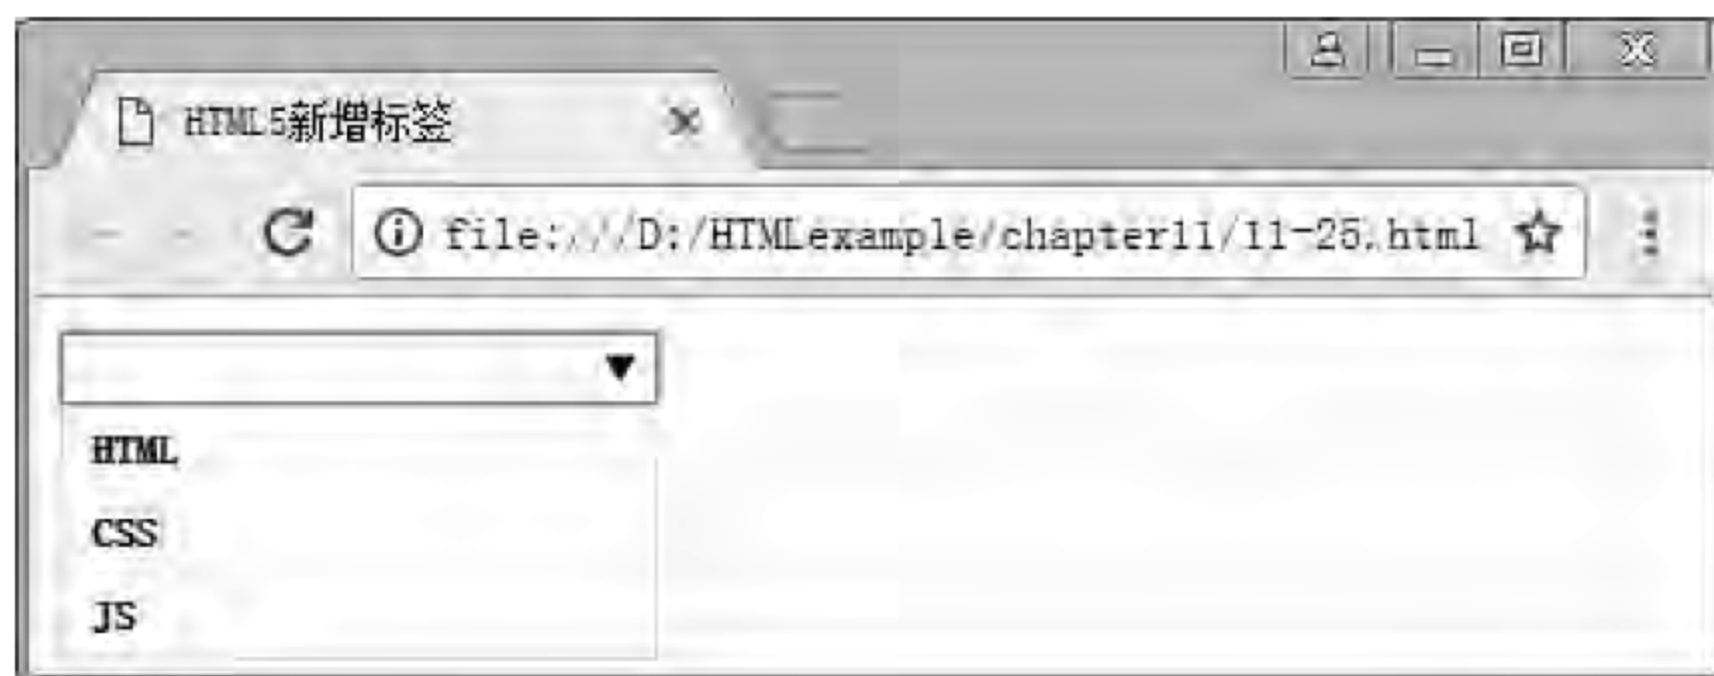 HTML5新增标签
file:///D:/HTMLexample/chapter11/11-25.html
HTML
CSS
JS